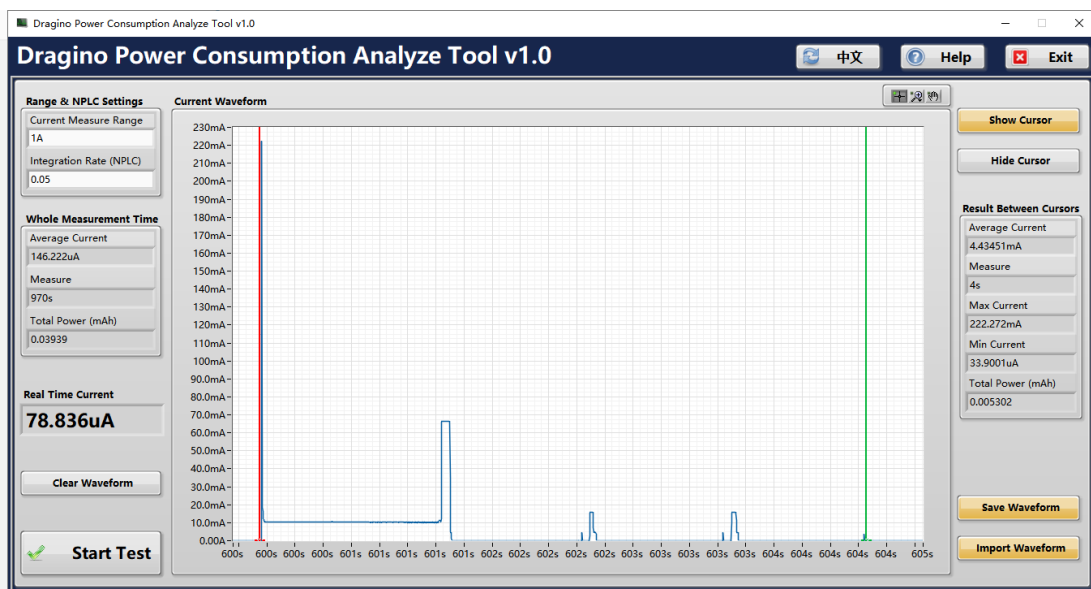 Dragino Power Consumption Analyze Tool v1.0
Dragino Power Consumption Analyze Tool v1.0
中文
Help
Exit
Range & NPLC Settings
Current Measure Range
1A
Integration Rate (NPLC)
0.05
Whole Measurement Time
Average Current
146.222uA
Measure
970s
Total Power (mAh)
0.03939
Real Time Current
78.836uA
Clear Waveform
Start Test
Current Waveform
230mA
220mA
210mA
200mA
190mA
180mA
170mA
160mA
150mA
140mA
130mA
120mA
110mA
100mA
90.0mA
80.0mA
70.0mA
60.0mA
50.0mA
40.0mA
30.0mA
20.0mA
10.0mA
0.00A
600s 600s 600s 600s 601s 601s 601s 601s 601s 602s 602s 602s 602s 602s 603s 603s 603s 603s 603s 604s 604s 604s 604s 604s 605s
Show Cursor
Hide Cursor
Result Between Cursors
Average Current
4.43451mA
Measure
4s
Max Current
222.272mA
Min Current
33.9001uA
Total Power (mAh)
0.005302
Save Waveform
Import Waveform